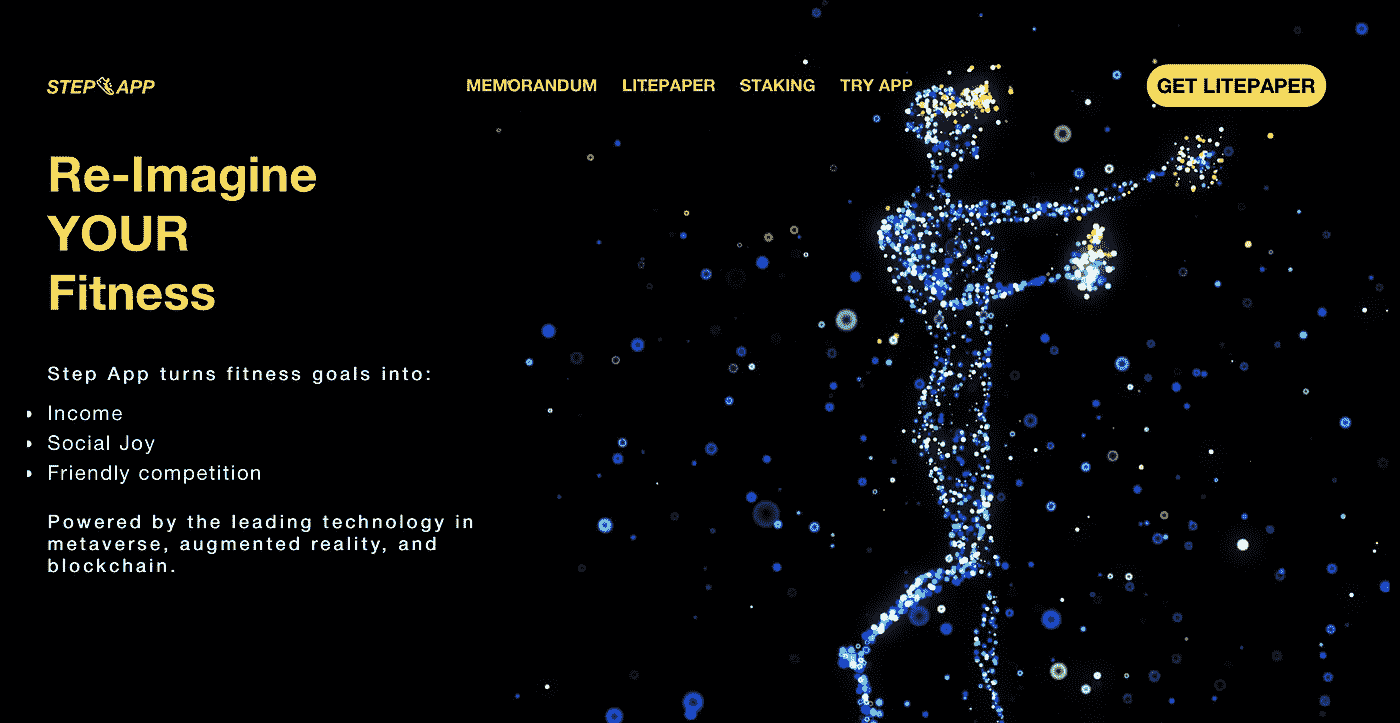 STEP APP
MEMORANDUM LITEPAPER STAKING TRY APP
GET LITEPAPER
Re-Imagine
YOUR
Fitness
Step App turns fitness goals into:
Income
Social Joy
Friendly competition
Powered by the leading technology in
metaverse, augmented reality, and
blockchain.